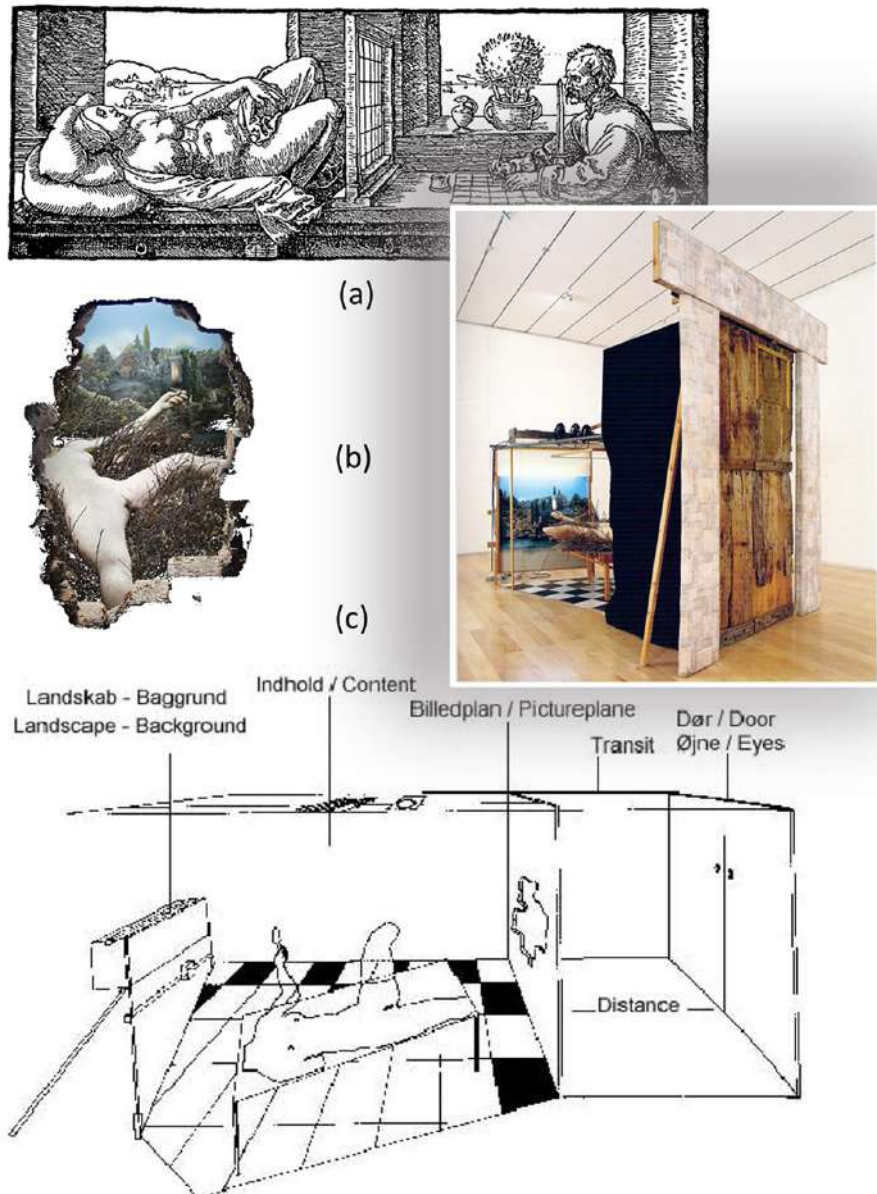 (a)
(b)
(c)
Landskab - Baggrund
Landscape - Background
Indhold / Content
Billedplan / Pictureplane
Transit
Dør / Door
Øjne / Eyes
Distance